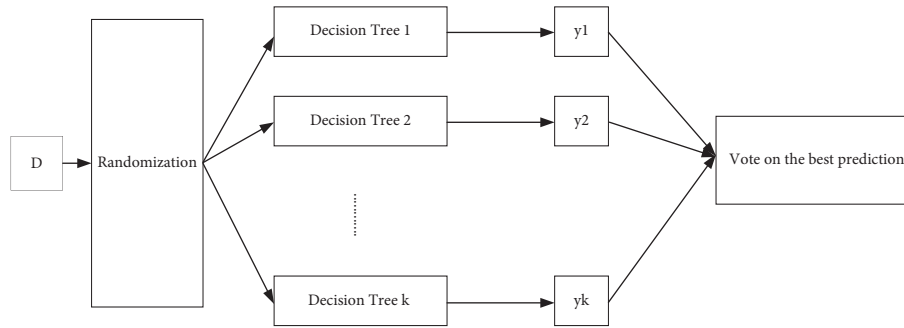 D
Randomization
Decision Tree 1
y1
Decision Tree 2
y2
Decision Tree k
yk
Vote on the best prediction